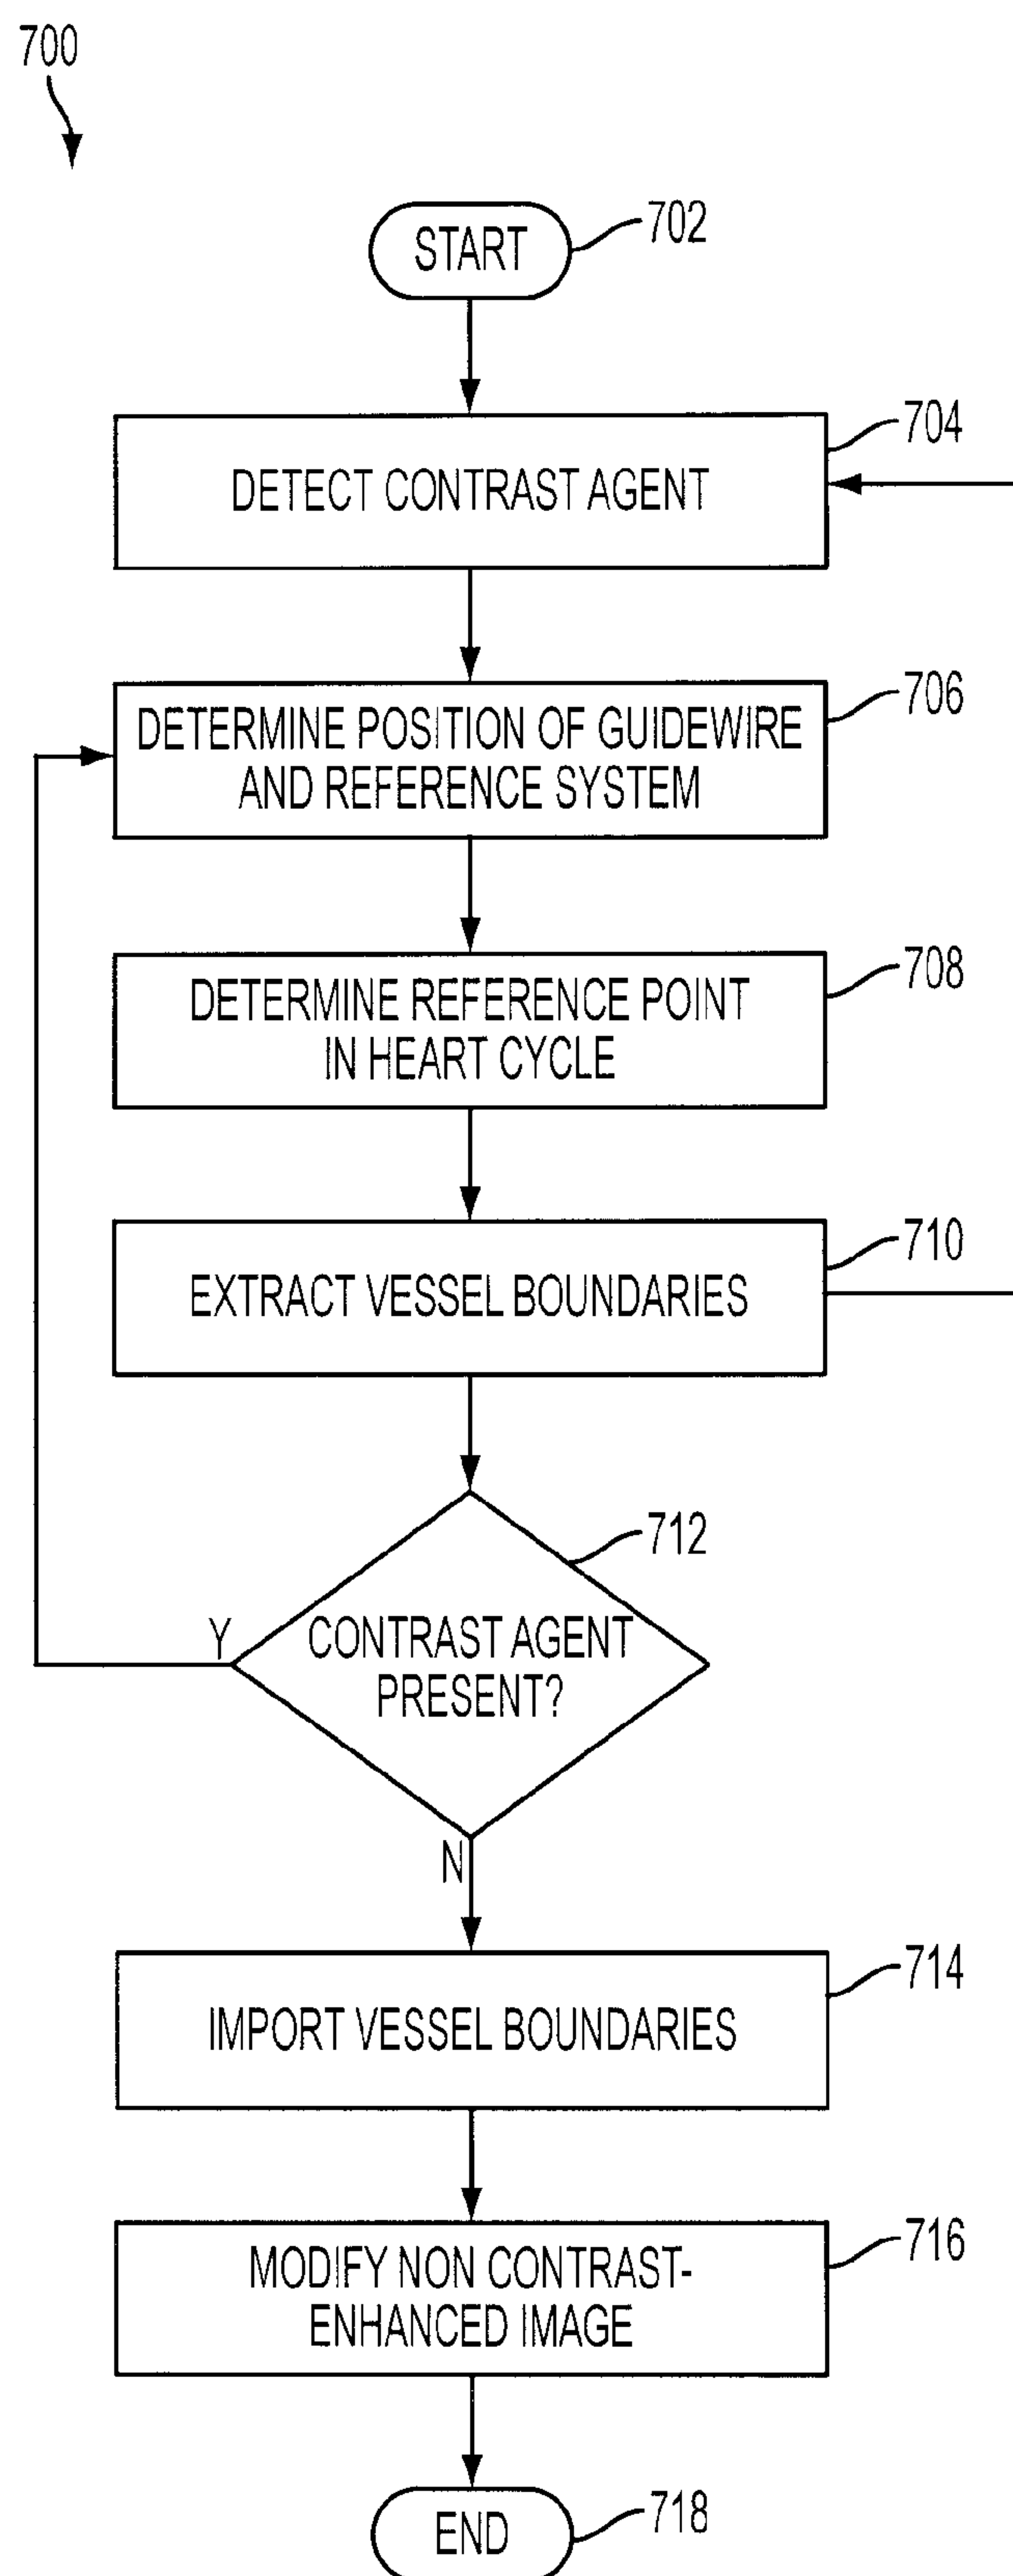 700
START
702
DETECT CONTRAST AGENT
704
DETERMINE POSITION OF GUIDEWIRE
AND REFERENCE SYSTEM
706
DETERMINE REFERENCE POINT
IN HEART CYCLE
708
EXTRACT VESSEL BOUNDARIES
710
CONTRAST AGENT
PRESENT?
712
Y
N
IMPORT VESSEL BOUNDARIES
714
MODIFY NON CONTRAST-
ENHANCED IMAGE
716
END
718